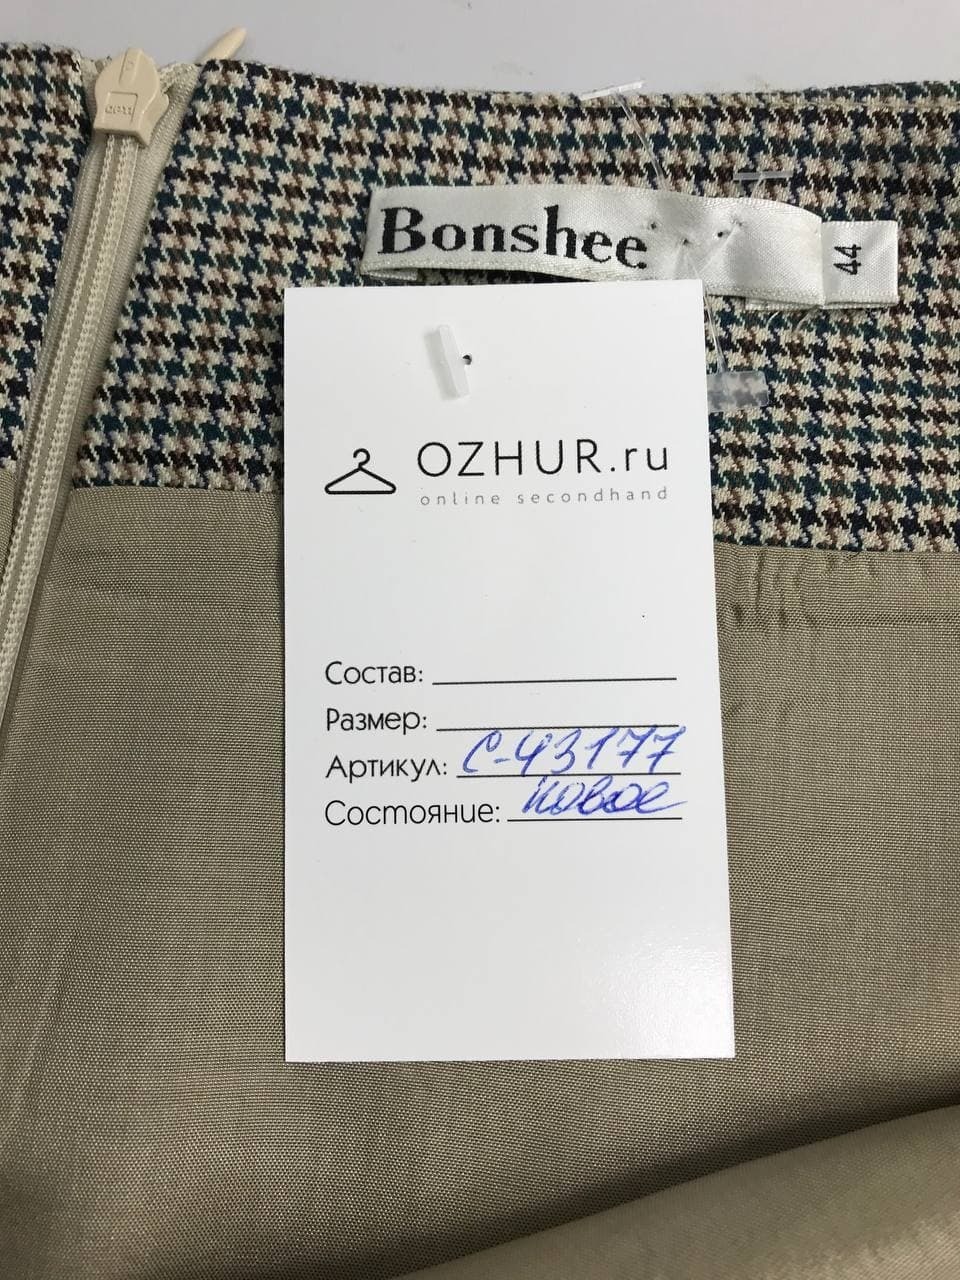 Bonshee
44
OZHUR.ru
online secondhand
Состав:
Размер:
Артикул: С-43177
Состояние: новое